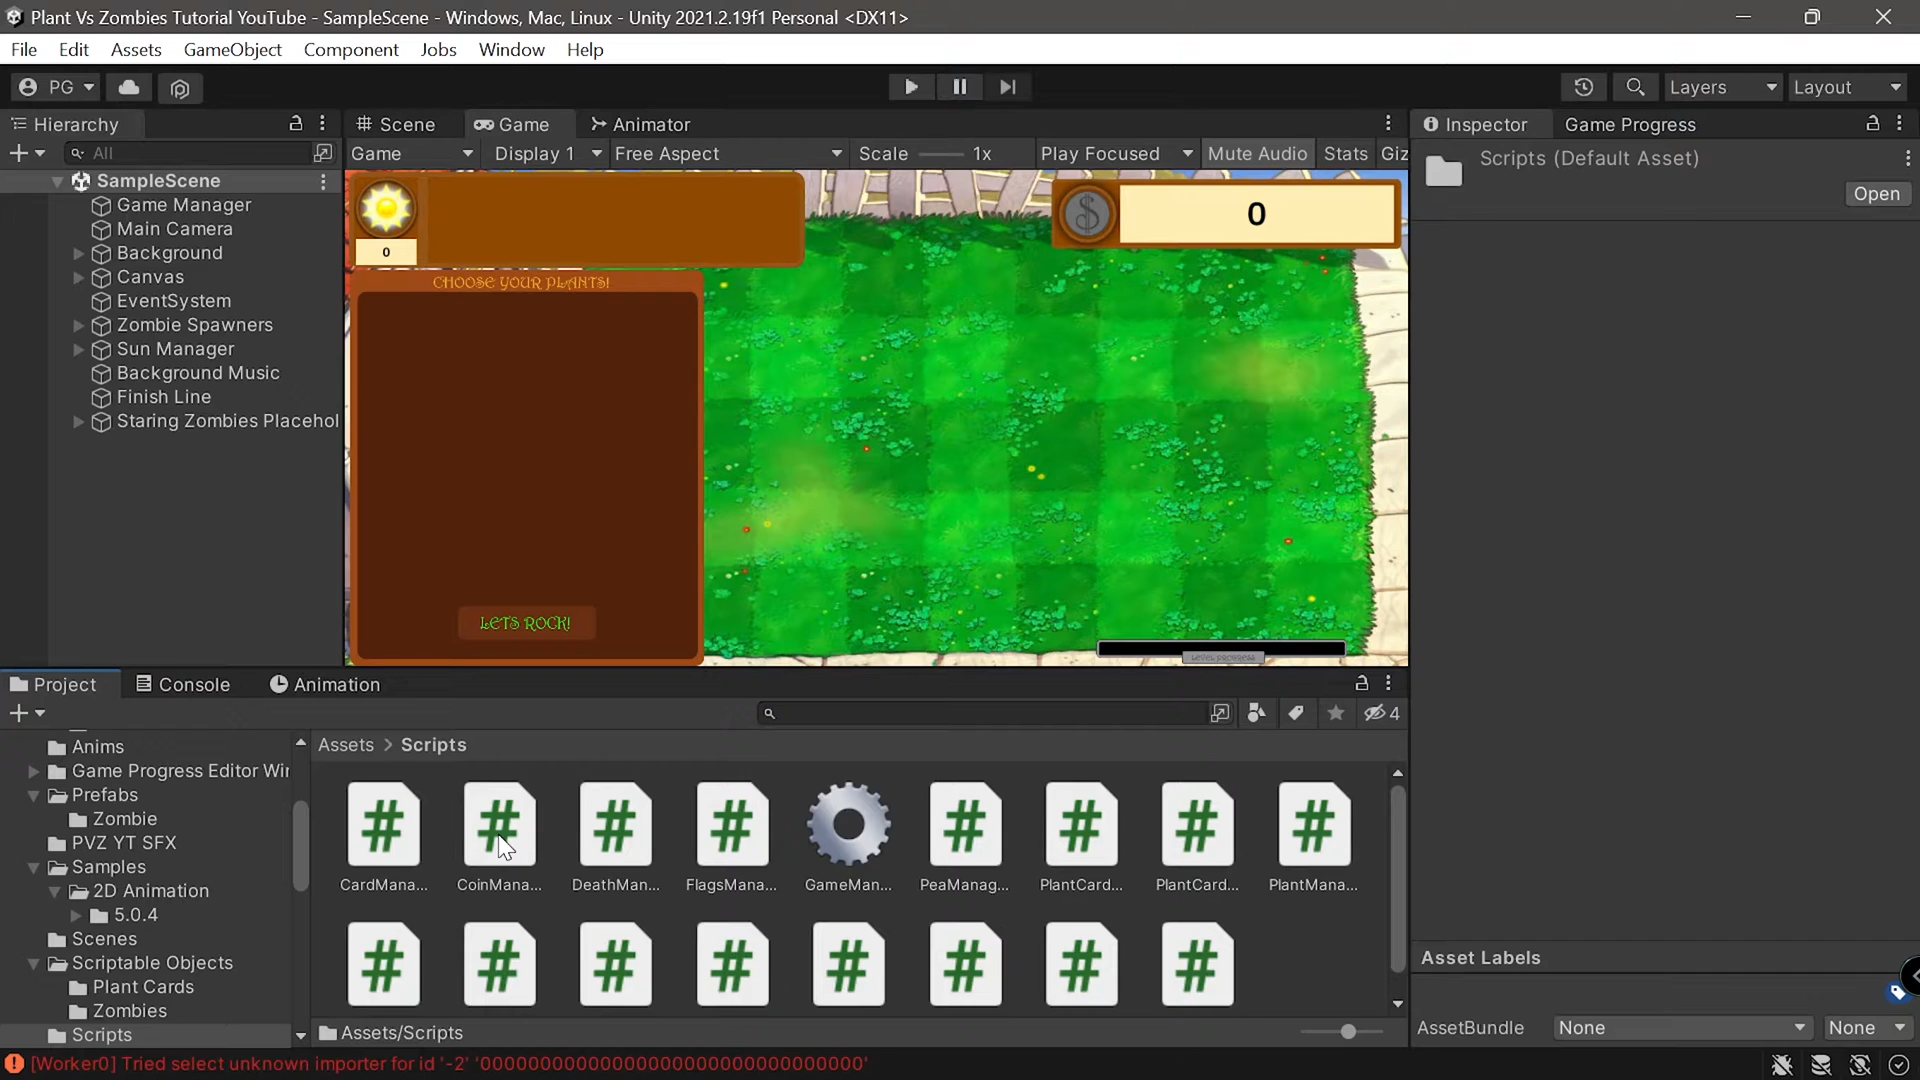 Plant Vs Zombies Tutorial YouTube - SampleScene - Windows, Mac, Linux - Unity 2021.2.19f1 Personal <DX11>
File Edit Assets GameObject Component Jobs Window Help
PG Layers Layout
Hierarchy Scene Game Animator Inspector Game Progress
All Game Display 1 Free Aspect Scale 1x Play Focused Mute Audio Stats Giz
Scripts (Default Asset)
Open
SampleScene
Game Manager
Main Camera
Background
Canvas
EventSystem
Zombie Spawners
Sun Manager
Background Music
Finish Line
Staring Zombies Placehol
0
0
CHOOSE YOUR PLANTS!
LETS ROCK!
LEVEL PROGRESS
Project Console Animation
4
Anims
Game Progress Editor Wir
Prefabs
Zombie
PVZ YT SFX
Samples
2D Animation
5.0.4
Scenes
Scriptable Objects
Plant Cards
Zombies
Scripts
Assets > Scripts
CardMana... CoinMana... DeathMan... FlagsMana... GameMan... PeaManag... PlantCard... PlantCard... PlantMana...
Assets/Scripts
Asset Labels
AssetBundle None None
[Worker0] Tried select unknown importer for id '-2' '00000000000000000000000000000000'